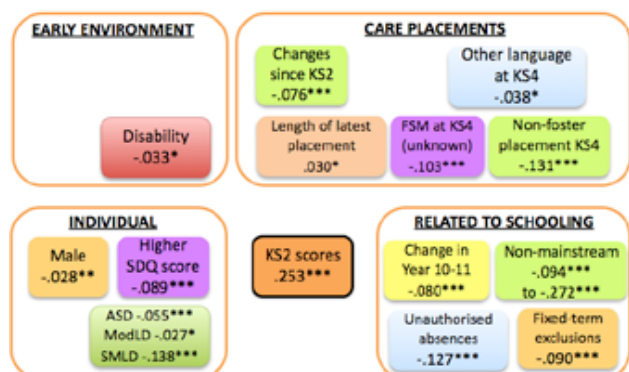 EARLY ENVIRONMENT
Disability
-.033*
CARE PLACEMENTS
Changes
since KS2
-.076***
Other language
at KS4
-.038*
Length of latest
placement
.030*
FSM at KS4
(unknown)
-.103***
Non-foster
placement KS4
-.131***
INDIVIDUAL
Male
-.028**
Higher
SDQ score
-.089***
ASD -.055***
ModLD -.027*
SMLD -.138***
KS2 scores
.253***
RELATED TO SCHOOLING
Change in
Year 10-11
-.080***
Non-mainstream
-.094***
to -.272***
Unauthorised
absences
-.127***
Fixed-term
exclusions
-.090***